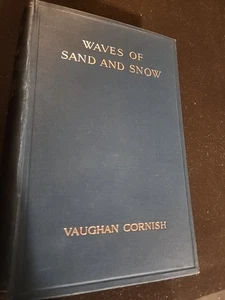 WAVES OF
SAND AND SNOW
VAUGHAN CORNISH